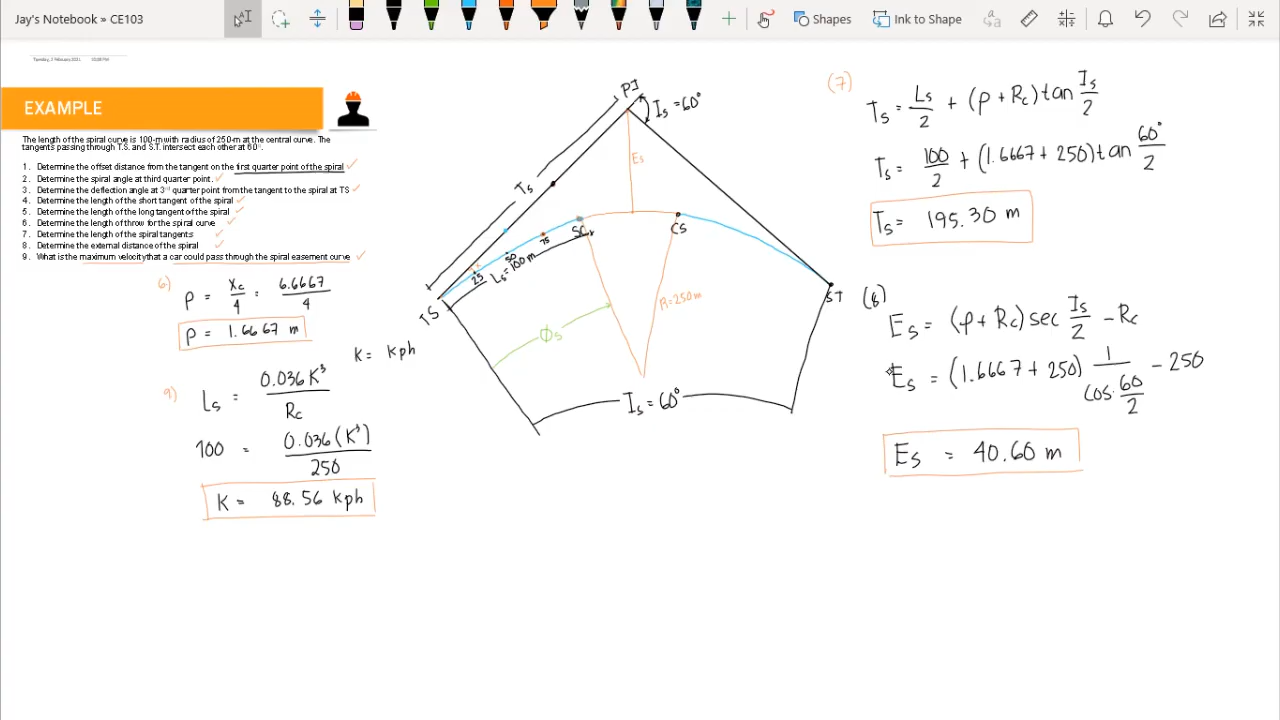 Jay's Notebook » CE103
Shapes
Ink to Shape
Tuesday, 2 February 2021
EXAMPLE
The length of the spiral curve is 100-m with radius of 250-m at the central curve. The
tangents passing through T.S. and S.T. intersect each other at 60°.
1. Determine the offset distance from the tangent on the first quarter point of the spiral
2. Determine the spiral angle at third quarter point.
3. Determine the deflection angle at 3rd quarter point from the tangent to the spiral at TS
4. Determine the length of the short tangent of the spiral
5. Determine the length of the long tangent of the spiral
6. Determine the length of throw for the spiral curve
7. Determine the length of the spiral tangents
8. Determine the external distance of the spiral
9. What is the maximum velocity that a car could pass through the spiral easement curve
6)
P = Xc/4 = 6.6667/4
P = 1.6667 m
K = kph
9)
Ls = 0.036K³/Rc
100 = 0.036(K³)/250
K = 88.56 kph
PI
Is = 60°
Ts
Es
SC
CS
75
50
25
Ls = 100 m
TS
ST
R = 250 m
Øs
Is = 60°
(7)
Ts = Ls/2 + (P + Rc) tan Is/2
Ts = 100/2 + (1.6667 + 250) tan 60°/2
Ts = 195.30 m
(8)
Es = (P + Rc) sec Is/2 - Rc
Es = (1.6667 + 250) 1/cos 60/2 - 250
Es = 40.60 m